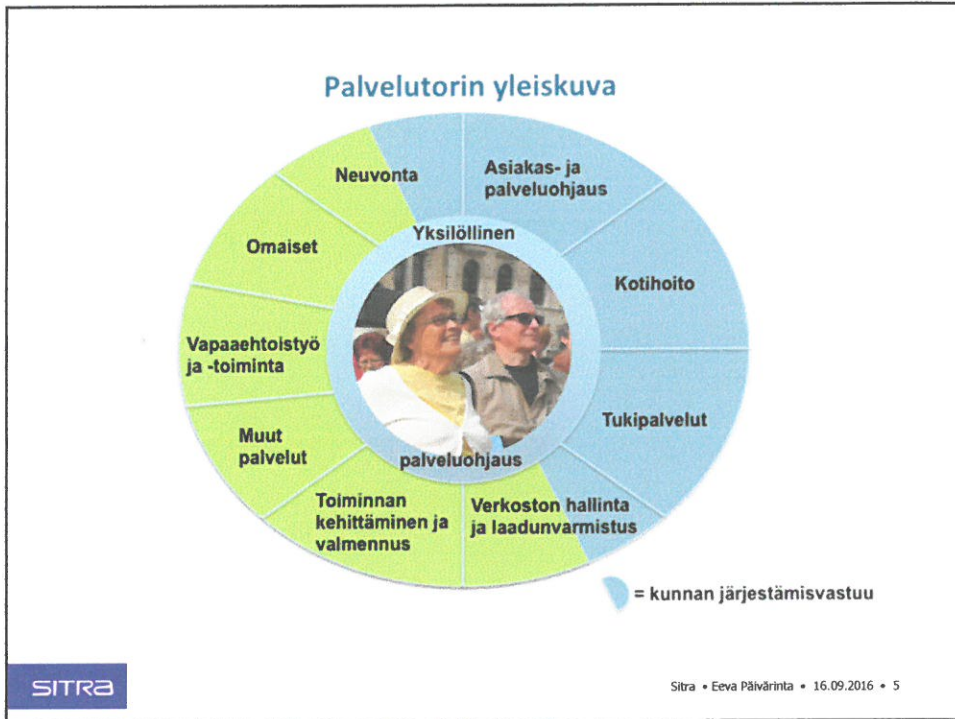 Palvelutorin yleiskuva
Neuvonta
Asiakas- ja
palveluohjaus
Omaiset
Yksilöllinen
Kotihoito
Vapaaehtoistyö
ja -toiminta
Tukipalvelut
Muut
palvelut
palveluohjaus
Toiminnan
kehittäminen ja
valmennus
Verkoston hallinta
ja laadunvarmistus
= kunnan järjestämisvastuu
SITRA
Sitra • Eeva Päivärinta • 16.09.2016 • 5